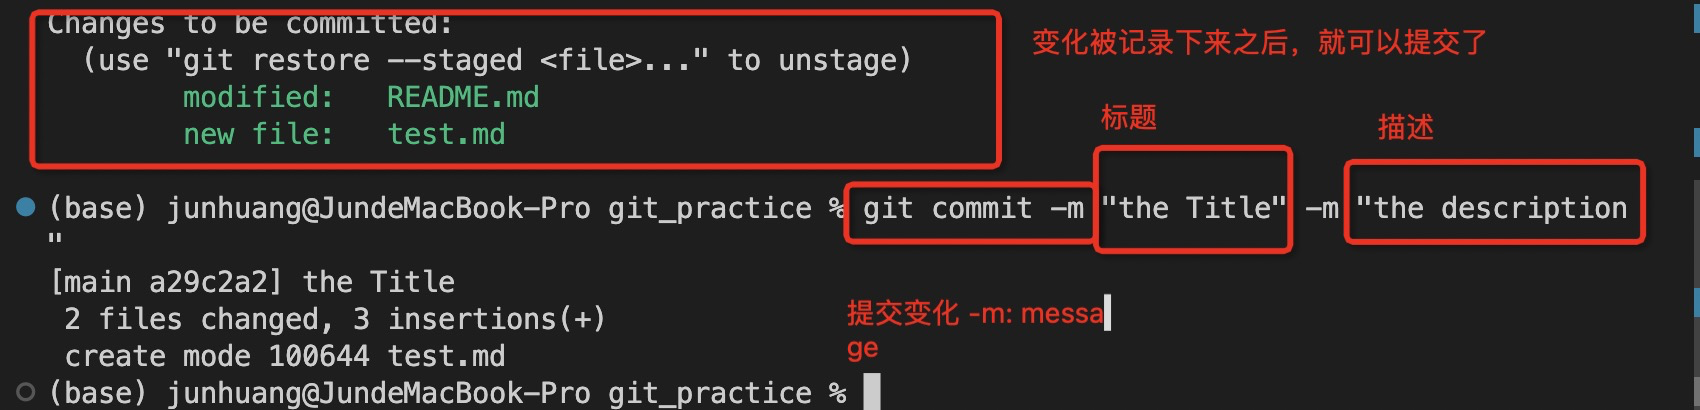 Changes to be committed:
(use "git restore --staged <file>..." to unstage)
变化被记录下来之后，就可以提交了
modified:   README.md
new file:   test.md
标题
描述
(base) junhuang@JundeMacBook-Pro git_practice % git commit -m "the Title" -m "the description
"
[main a29c2a2] the Title
2 files changed, 3 insertions(+)
create mode 100644 test.md
提交变化 -m: messa
ge
(base) junhuang@JundeMacBook-Pro git_practice %